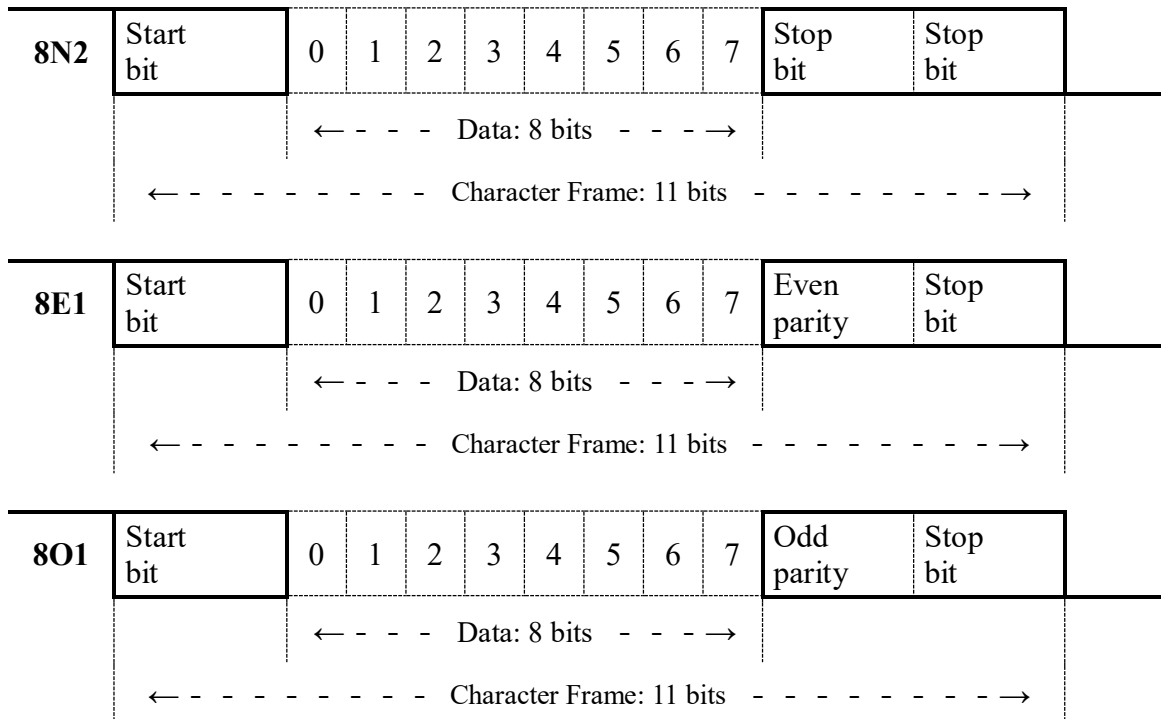 8N2 Start bit 0 1 2 3 4 5 6 7 Stop bit Stop bit
← - - - Data: 8 bits - - - →
← - - - - - - - - Character Frame: 11 bits - - - - - - - - →
8E1 Start bit 0 1 2 3 4 5 6 7 Even parity Stop bit
← - - - Data: 8 bits - - - →
← - - - - - - - - Character Frame: 11 bits - - - - - - - - →
8O1 Start bit 0 1 2 3 4 5 6 7 Odd parity Stop bit
← - - - Data: 8 bits - - - →
← - - - - - - - - Character Frame: 11 bits - - - - - - - - →